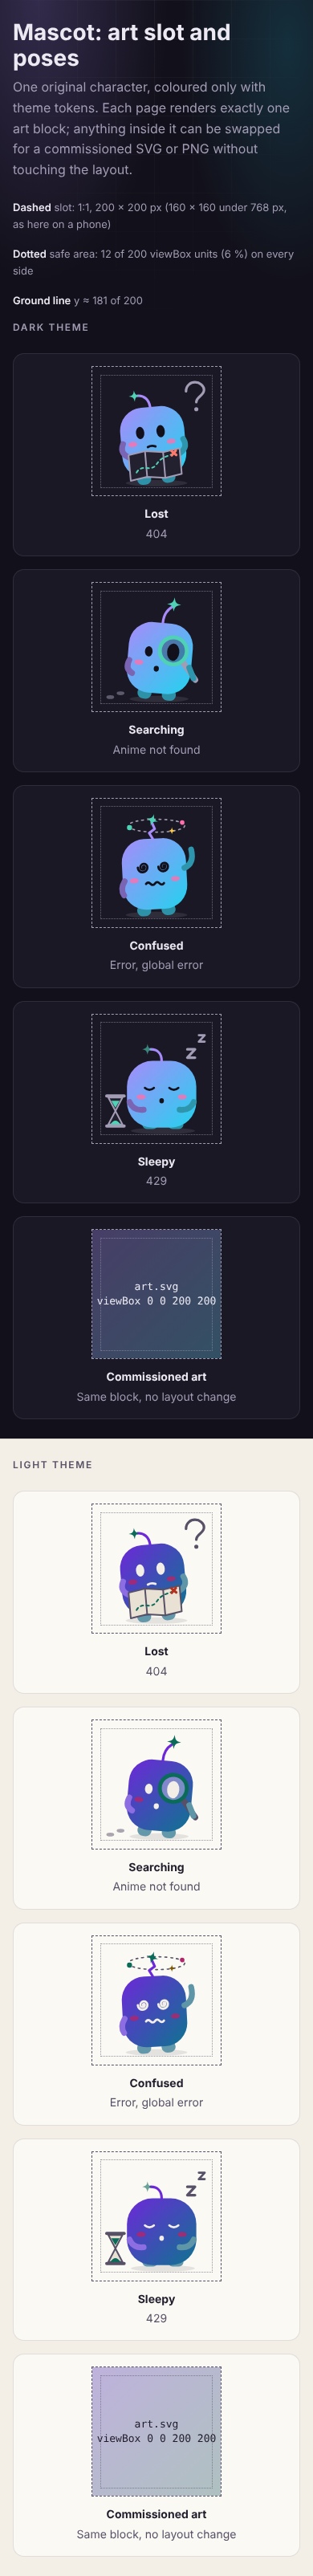 Mascot: art slot and
poses
One original character, coloured only with
theme tokens. Each page renders exactly one
art block; anything inside it can be swapped
for a commissioned SVG or PNG without
touching the layout.
Dashed slot: 1:1, 200 × 200 px (160 × 160 under 768 px,
as here on a phone)
Dotted safe area: 12 of 200 viewBox units (6 %) on every
side
Ground line y ≈ 181 of 200
DARK THEME
?
Lost
404
Searching
Anime not found
Confused
Error, global error
z
z
Sleepy
429
art.svg
viewBox 0 0 200 200
Commissioned art
Same block, no layout change
LIGHT THEME
?
Lost
404
Searching
Anime not found
Confused
Error, global error
z
z
Sleepy
429
art.svg
viewBox 0 0 200 200
Commissioned art
Same block, no layout change